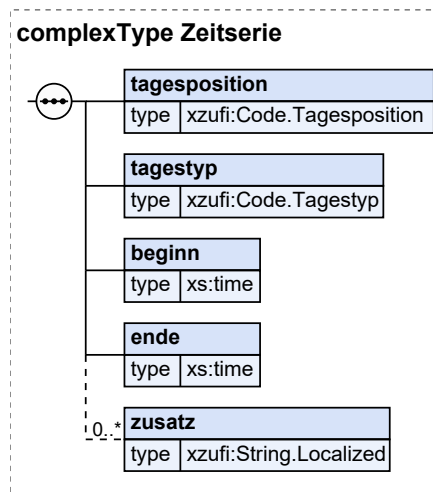 complexType Zeitserie
tagesposition
type xzufi:Code.Tagesposition
tagestyp
type xzufi:Code.Tagestyp
beginn
type xs:time
ende
type xs:time
0..* zusatz
type xzufi:String.Localized